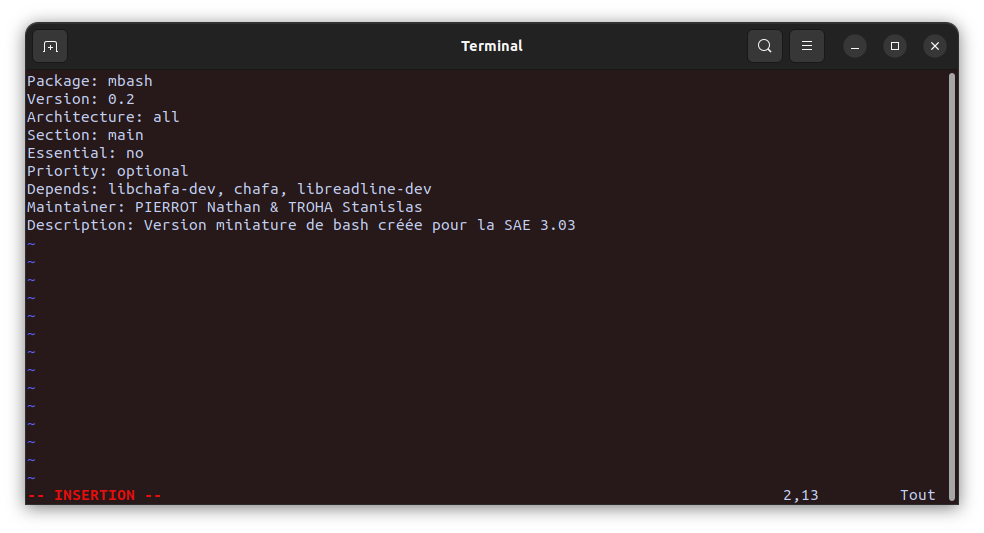 Terminal
Package: mbash
Version: 0.2
Architecture: all
Section: main
Essential: no
Priority: optional
Depends: libchafa-dev, chafa, libreadline-dev
Maintainer: PIERROT Nathan & TROHA Stanislas
Description: Version miniature de bash créée pour la SAE 3.03
~
~
~
~
~
~
~
~
~
~
~
~
~
~
-- INSERTION -- 2,13 Tout